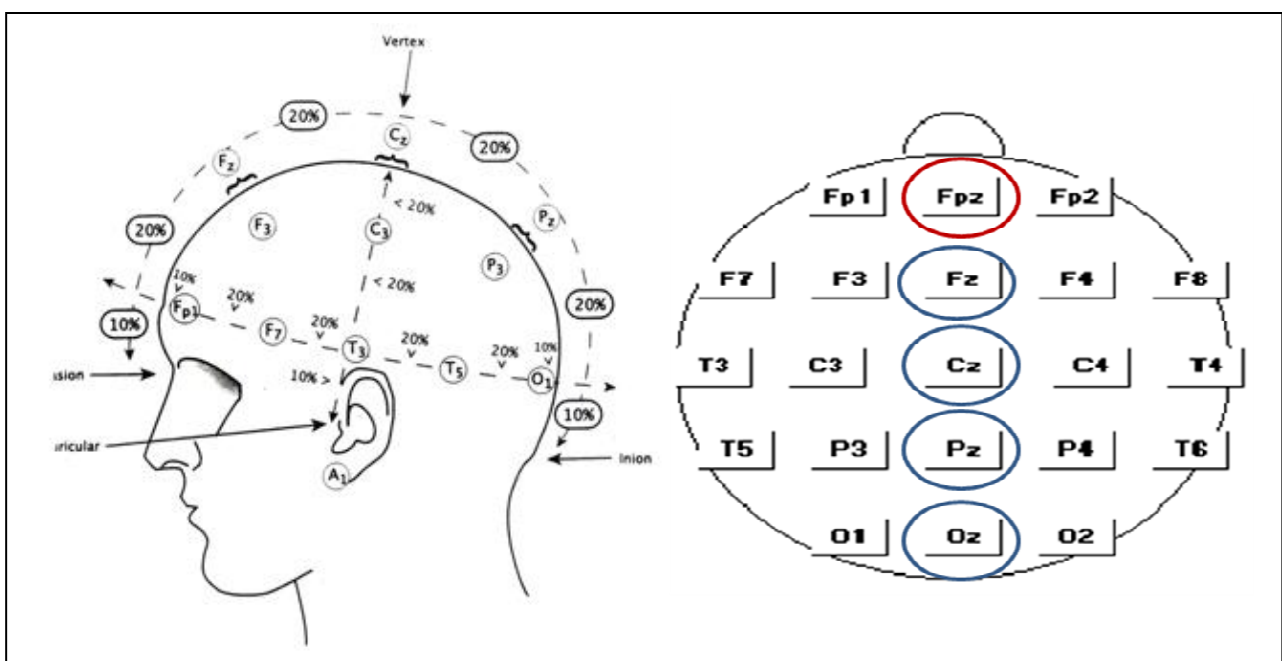 Vertex
20%
Cz
20%
Fz
Pz
20%
F3
< 20%
C3
P3
< 20%
10%
Fp1
20%
F7
20%
T3
20%
T5
20%
10%
O1
20%
10%
10%
asion
10% >
uricular
A1
Inion
Fp1 Fpz Fp2
F7 F3 Fz F4 F8
T3 C3 Cz C4 T4
T5 P3 Pz P4 T6
O1 Oz O2